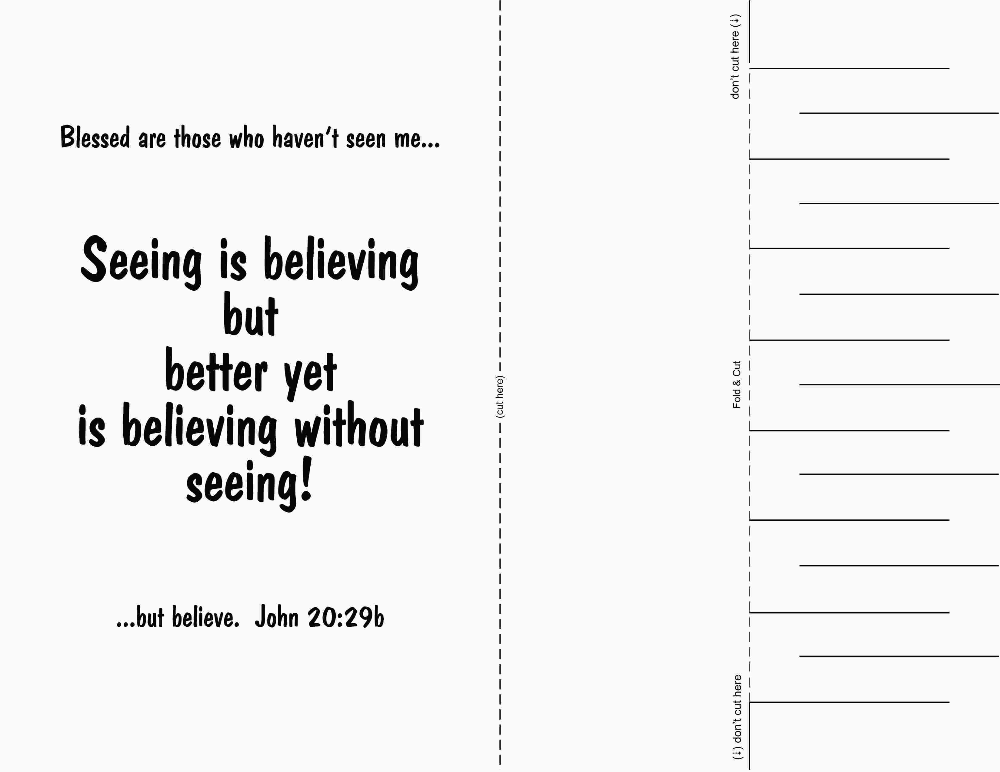 Blessed are those who haven't seen me...
Seeing is believing
but
better yet
is believing without
seeing!
...but believe.  John 20:29b
(cut here)
don't cut here (⇣)
Fold & Cut
(⇣) don't cut here